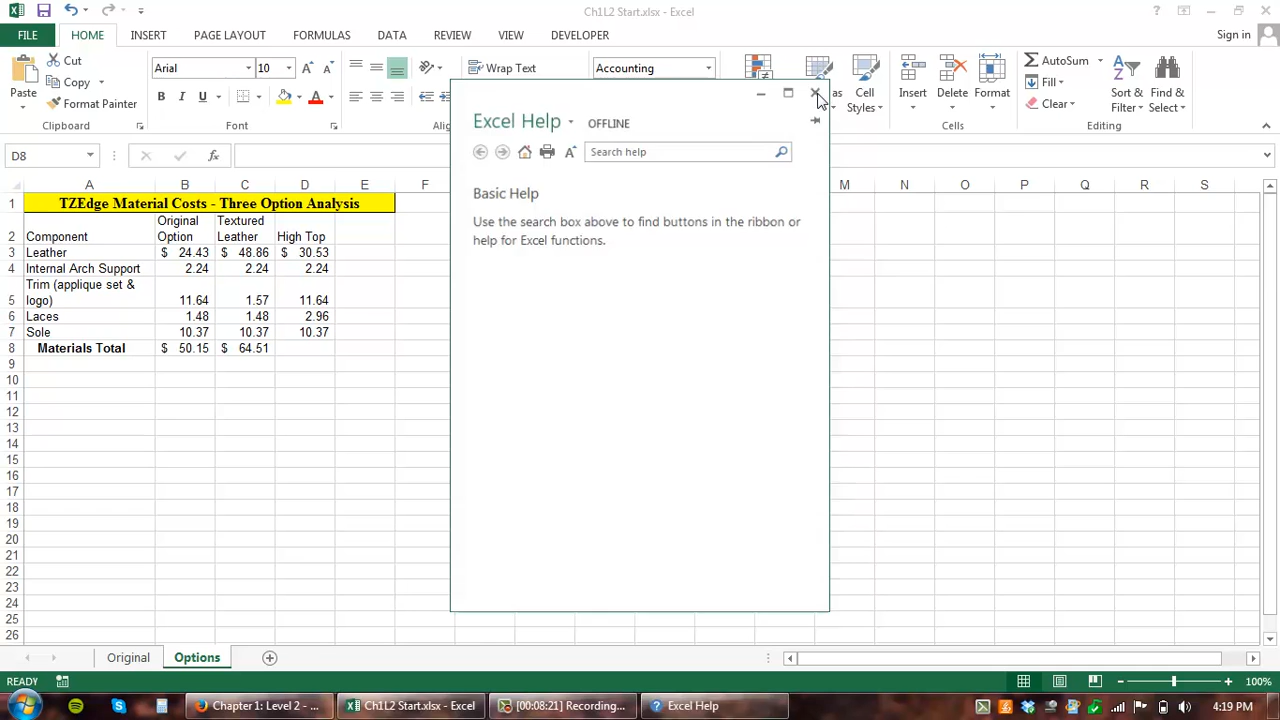 Ch1L2 Start.xlsx - Excel
FILE HOME INSERT PAGE LAYOUT FORMULAS DATA REVIEW VIEW DEVELOPER Sign in
Paste Cut Copy Format Painter
Clipboard
Arial 10
B I U A
Font
Wrap Text
Accounting
as
Cell Styles
Insert Delete Format
Cells
AutoSum Fill Clear
Sort & Filter Find & Select
Editing
D8 fx
Excel Help OFFLINE
Search help
Basic Help
Use the search box above to find buttons in the ribbon or
help for Excel functions.
A B C D E F M N O P Q R S
1 TZEdge Material Costs - Three Option Analysis
2 Component Original Option Textured Leather High Top
3 Leather $ 24.43 $ 48.86 $ 30.53
4 Internal Arch Support 2.24 2.24 2.24
5 Trim (applique set & logo) 11.64 1.57 11.64
6 Laces 1.48 1.48 2.96
7 Sole 10.37 10.37 10.37
8 Materials Total $ 50.15 $ 64.51
9
10
11
12
13
14
15
16
17
18
19
20
21
22
23
24
25
26
Original Options
READY 100%
Chapter 1: Level 2 - ... Ch1L2 Start.xlsx - Excel [00:08:21] Recording... Excel Help 4:19 PM